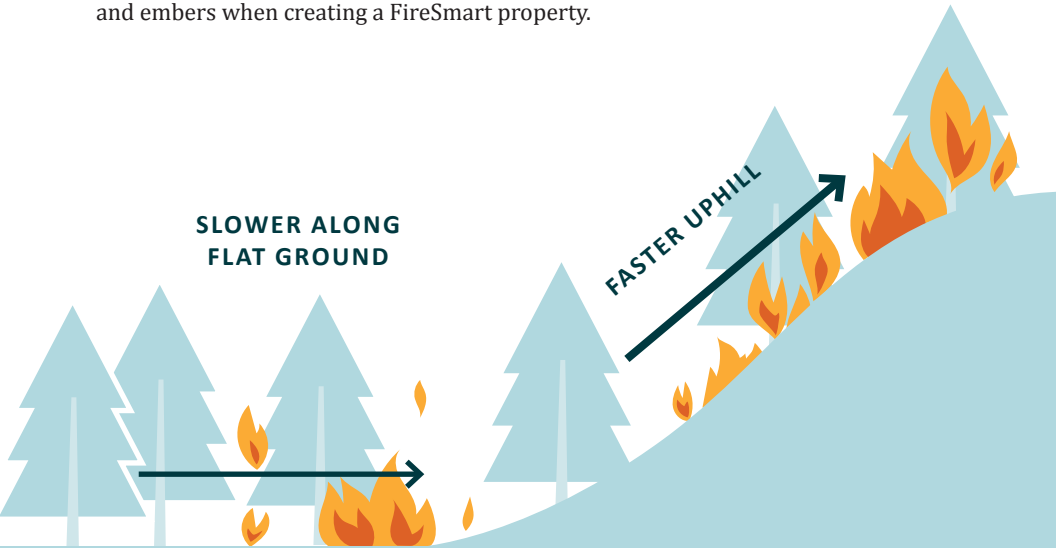 and embers when creating a FireSmart property.
SLOWER ALONG
FLAT GROUND
FASTER UPHILL